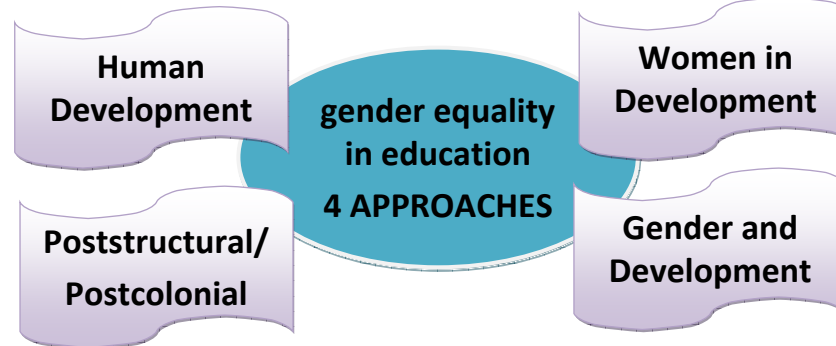 Human
Development
gender equality
in education
4 APPROACHES
Women in
Development
Poststructural/
Postcolonial
Gender and
Development